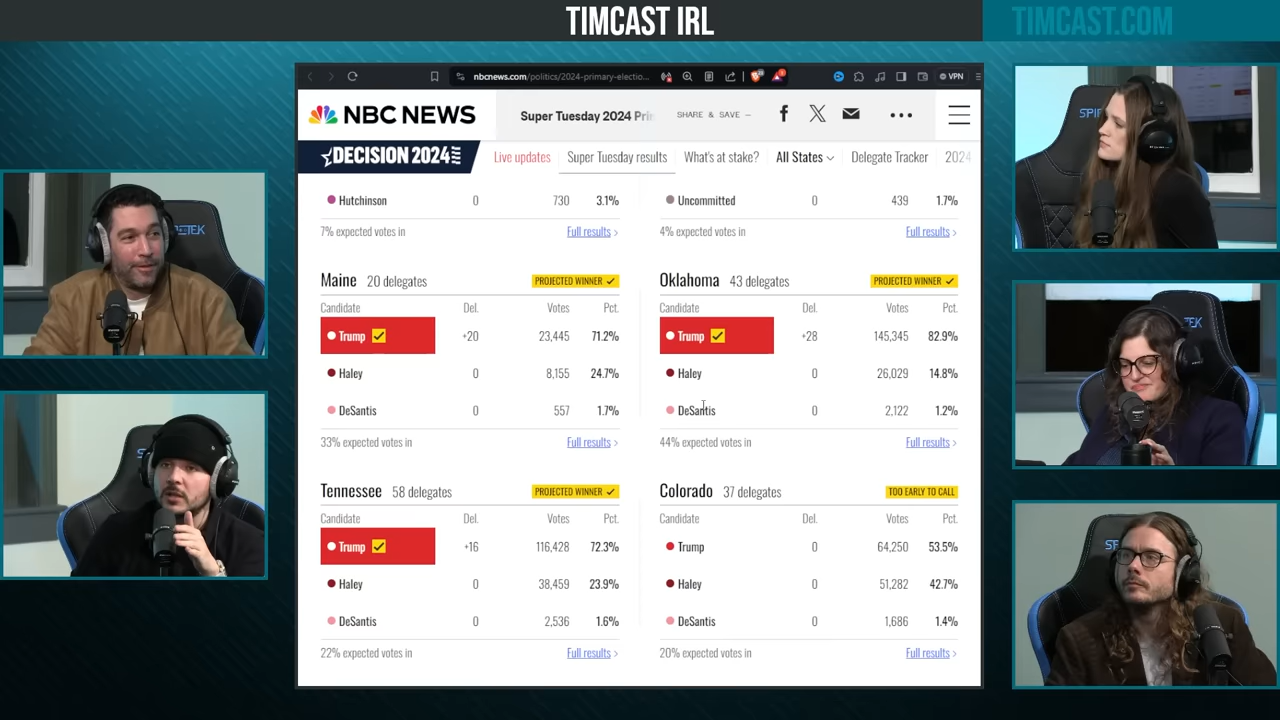 TIMCAST IRL
TIMCAST.COM
nbcnews.com/politics/2024-primary-electio...
VPN
NBC NEWS
Super Tuesday 2024 Prin
SHARE & SAVE –
DECISION 2024
Live updates
Super Tuesday results
What's at stake?
All States
Delegate Tracker
2024
Hutchinson 0 730 3.1%
7% expected votes in Full results >
Uncommitted 0 439 1.7%
4% expected votes in Full results >
Maine 20 delegates PROJECTED WINNER
Candidate Del. Votes Pct.
Trump +20 23,445 71.2%
Haley 0 8,155 24.7%
DeSantis 0 557 1.7%
33% expected votes in Full results >
Oklahoma 43 delegates PROJECTED WINNER
Candidate Del. Votes Pct.
Trump +28 145,345 82.9%
Haley 0 26,029 14.8%
DeSantis 0 2,122 1.2%
44% expected votes in Full results >
Tennessee 58 delegates PROJECTED WINNER
Candidate Del. Votes Pct.
Trump +16 116,428 72.3%
Haley 0 38,459 23.9%
DeSantis 0 2,536 1.6%
22% expected votes in Full results >
Colorado 37 delegates TOO EARLY TO CALL
Candidate Del. Votes Pct.
Trump 0 64,250 53.5%
Haley 0 51,282 42.7%
DeSantis 0 1,686 1.4%
20% expected votes in Full results >